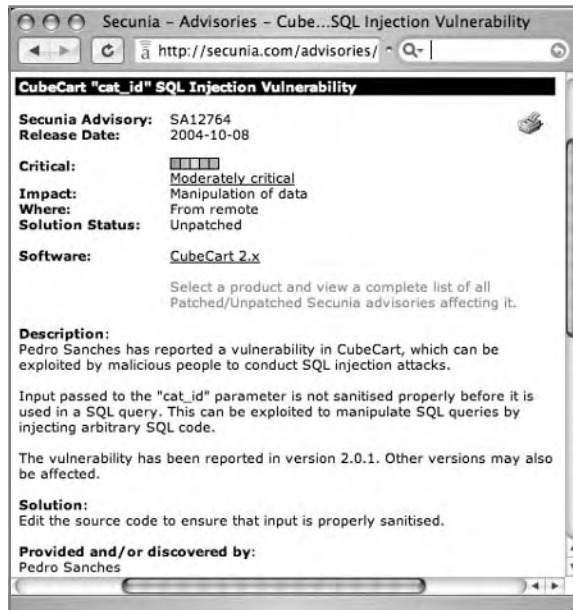 Secunia - Advisories - Cube...SQL Injection Vulnerability
http://secunia.com/advisories/
CubeCart "cat_id" SQL Injection Vulnerability
Secunia Advisory: SA12764
Release Date: 2004-10-08
Critical:
Moderately critical
Impact: Manipulation of data
Where: From remote
Solution Status: Unpatched
Software: CubeCart 2.x
Select a product and view a complete list of all
Patched/Unpatched Secunia advisories affecting it.
Description:
Pedro Sanches has reported a vulnerability in CubeCart, which can be
exploited by malicious people to conduct SQL injection attacks.
Input passed to the "cat_id" parameter is not sanitised properly before it is
used in a SQL query. This can be exploited to manipulate SQL queries by
injecting arbitrary SQL code.
The vulnerability has been reported in version 2.0.1. Other versions may also
be affected.
Solution:
Edit the source code to ensure that input is properly sanitised.
Provided and/or discovered by:
Pedro Sanches